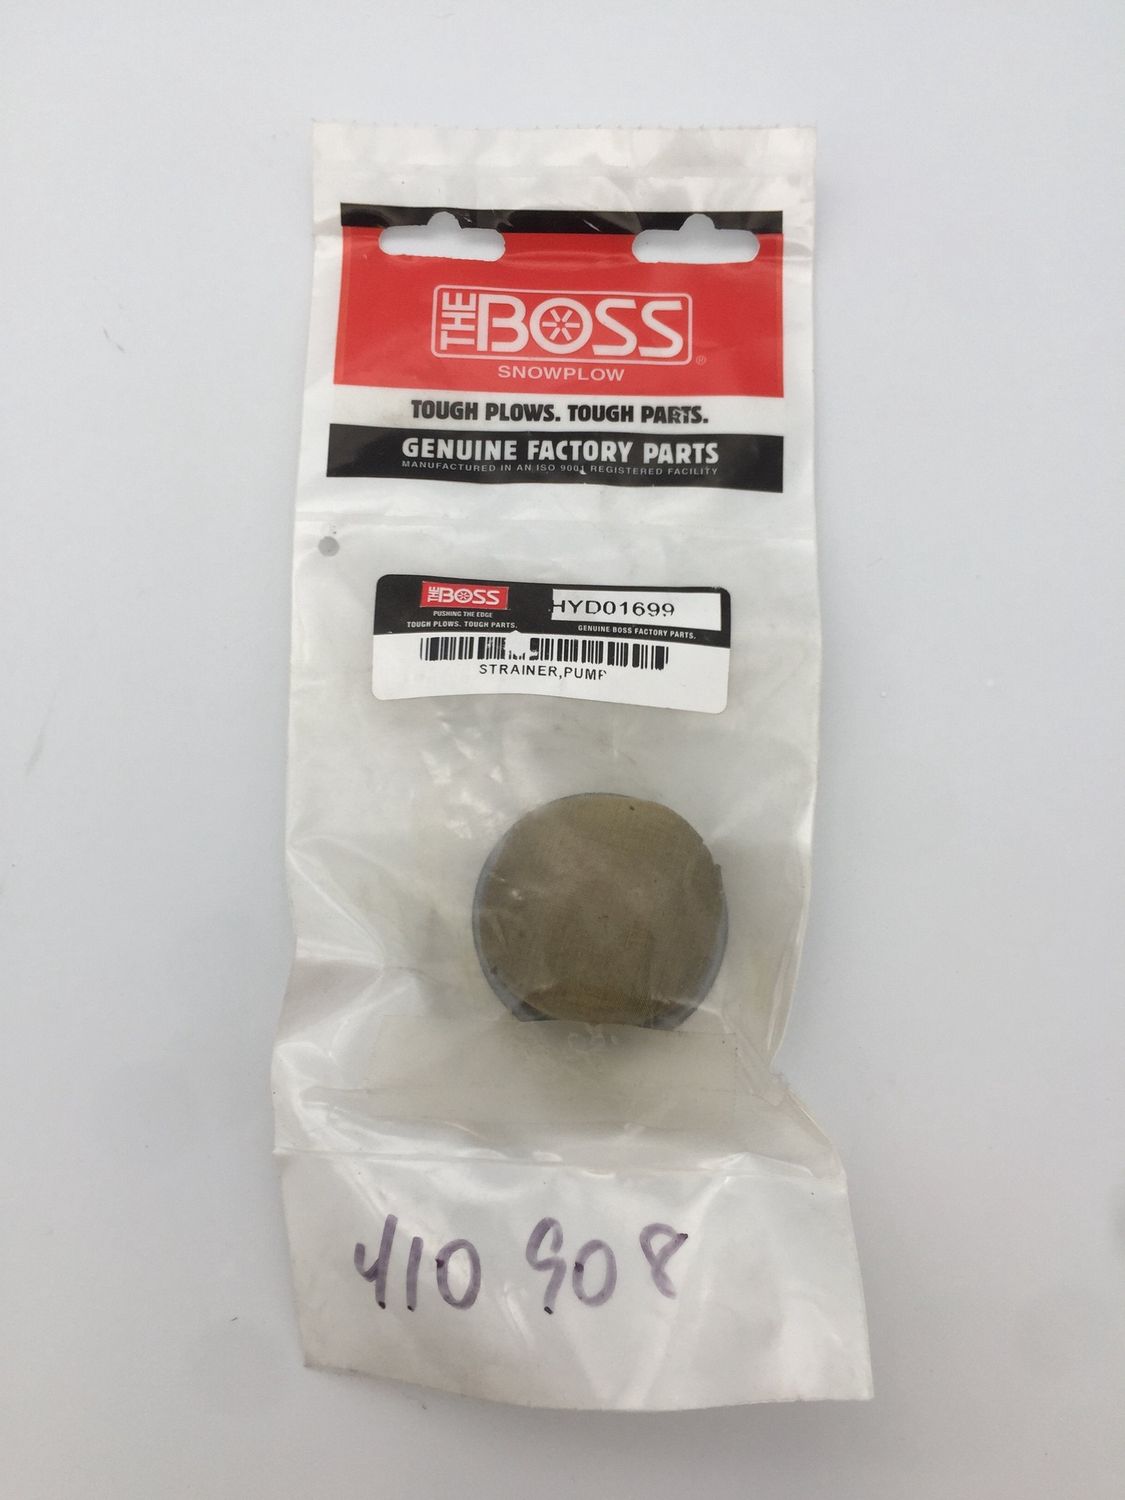 THE BOSS®
SNOWPLOW
TOUGH PLOWS. TOUGH PARTS.
GENUINE FACTORY PARTS
MANUFACTURED IN AN ISO 9001 REGISTERED FACILITY
THE BOSS
HYD01699
PUSHING THE EDGE
TOUGH PLOWS. TOUGH PARTS.
GENUINE BOSS FACTORY PARTS.
STRAINER,PUMP
410 908